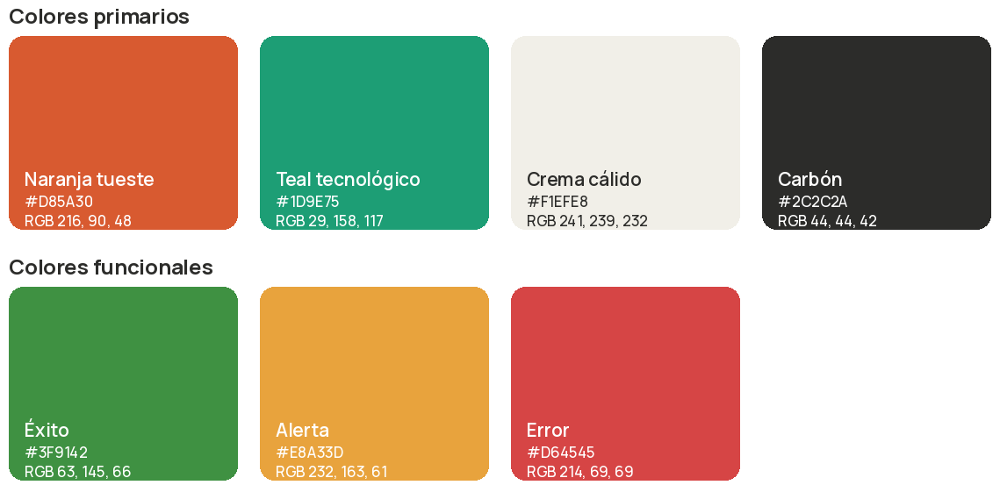 Colores primarios
Naranja tueste
#D85A30
RGB 216, 90, 48
Teal tecnológico
#1D9E75
RGB 29, 158, 117
Crema cálido
#F1EFE8
RGB 241, 239, 232
Carbón
#2C2C2A
RGB 44, 44, 42
Colores funcionales
Éxito
#3F9142
RGB 63, 145, 66
Alerta
#E8A33D
RGB 232, 163, 61
Error
#D64545
RGB 214, 69, 69